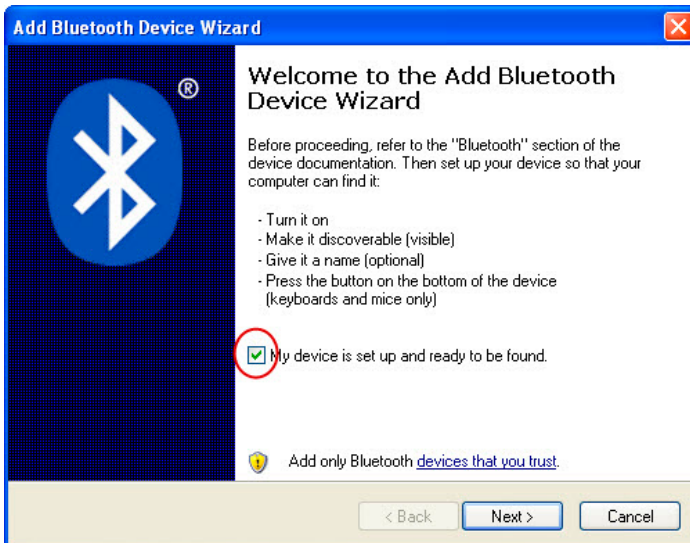 Add Bluetooth Device Wizard
®
Welcome to the Add Bluetooth
Device Wizard
Before proceeding, refer to the "Bluetooth" section of the
device documentation. Then set up your device so that your
computer can find it:
- Turn it on
- Make it discoverable (visible)
- Give it a name (optional)
- Press the button on the bottom of the device
(keyboards and mice only)
My device is set up and ready to be found.
Add only Bluetooth devices that you trust.
< Back Next > Cancel